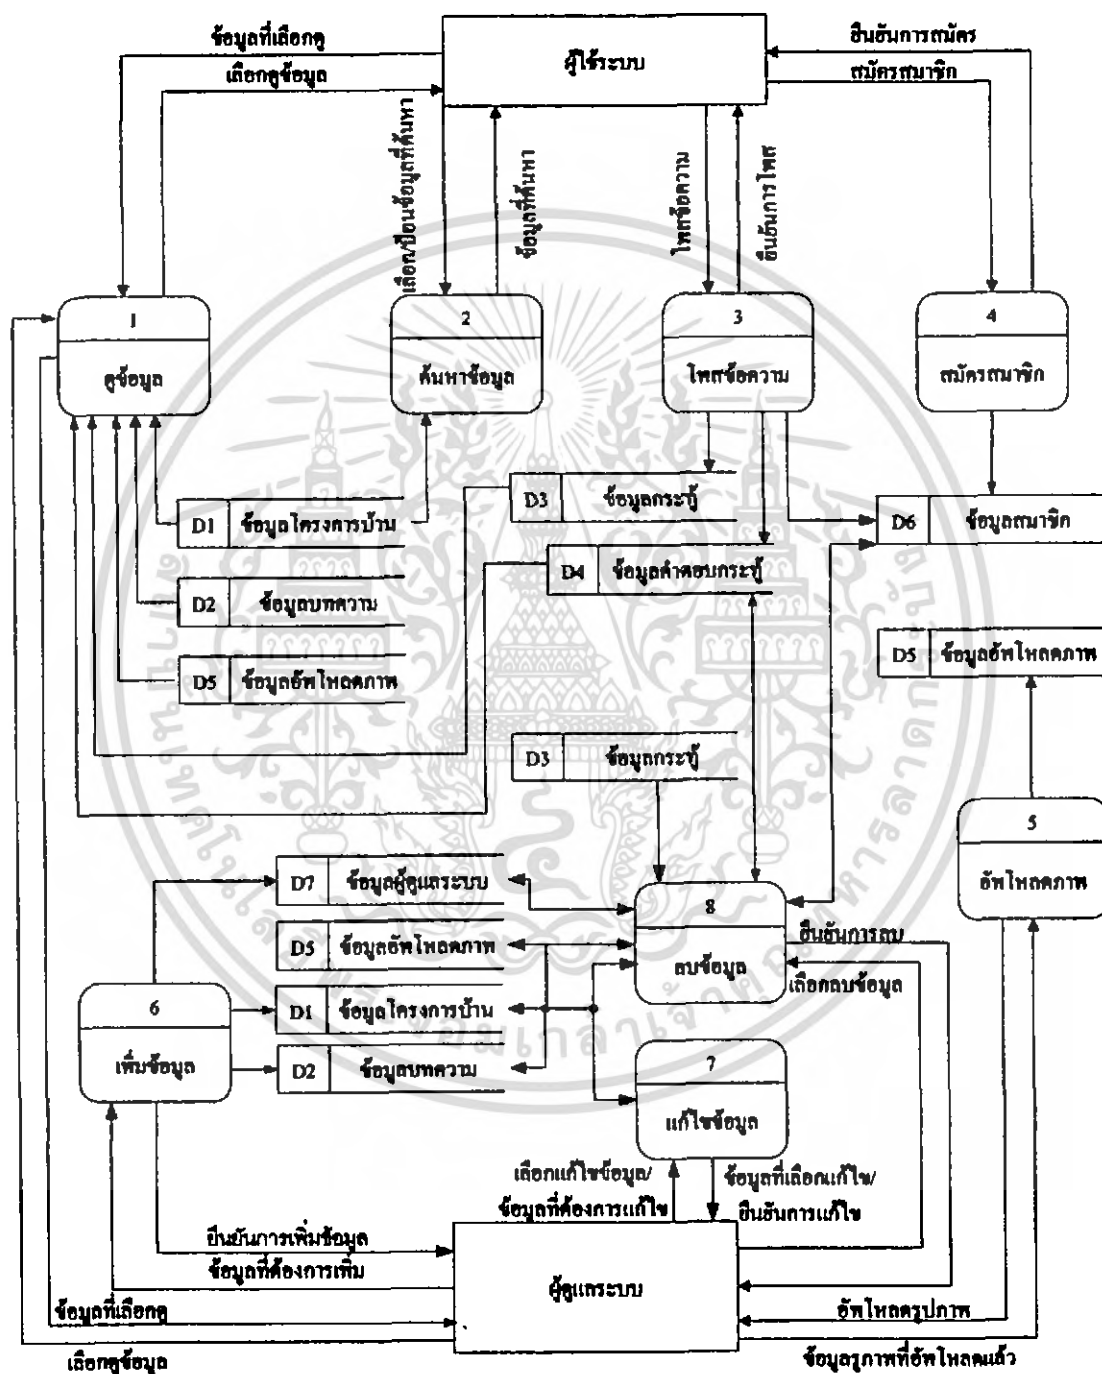 ข้อมูลที่เลือกดู
เลือกดูข้อมูล
ผู้ใช้ระบบ
ยืนยันการสมัคร
สมัครสมาชิก
เลือก/ป้อนข้อมูลที่ค้นหา
ข้อมูลที่ค้นหา
โพสข้อความ
ยืนยันการโพส
1
ดูข้อมูล
2
ค้นหาข้อมูล
3
โพสข้อความ
4
สมัครสมาชิก
D1 ข้อมูลโครงการบ้าน
D2 ข้อมูลบทความ
D5 ข้อมูลอัพโหลดภาพ
D3 ข้อมูลกระทู้
D4 ข้อมูลคำตอบกระทู้
D6 ข้อมูลสมาชิก
D5 ข้อมูลอัพโหลดภาพ
D3 ข้อมูลกระทู้
5
อัพโหลดภาพ
D7 ข้อมูลผู้ดูแลระบบ
D5 ข้อมูลอัพโหลดภาพ
D1 ข้อมูลโครงการบ้าน
D2 ข้อมูลบทความ
8
ลบข้อมูล
ยืนยันการลบ
เลือกลบข้อมูล
6
เพิ่มข้อมูล
7
แก้ไขข้อมูล
เลือกแก้ไขข้อมูล/
ข้อมูลที่ต้องการแก้ไข
ข้อมูลที่เลือกแก้ไข/
ยืนยันการแก้ไข
ยืนยันการเพิ่มข้อมูล
ข้อมูลที่ต้องการเพิ่ม
ผู้ดูแลระบบ
ข้อมูลที่เลือกดู
เลือกดูข้อมูล
อัพโหลดรูปภาพ
ข้อมูลรูภาพที่อัพโหลดแล้ว